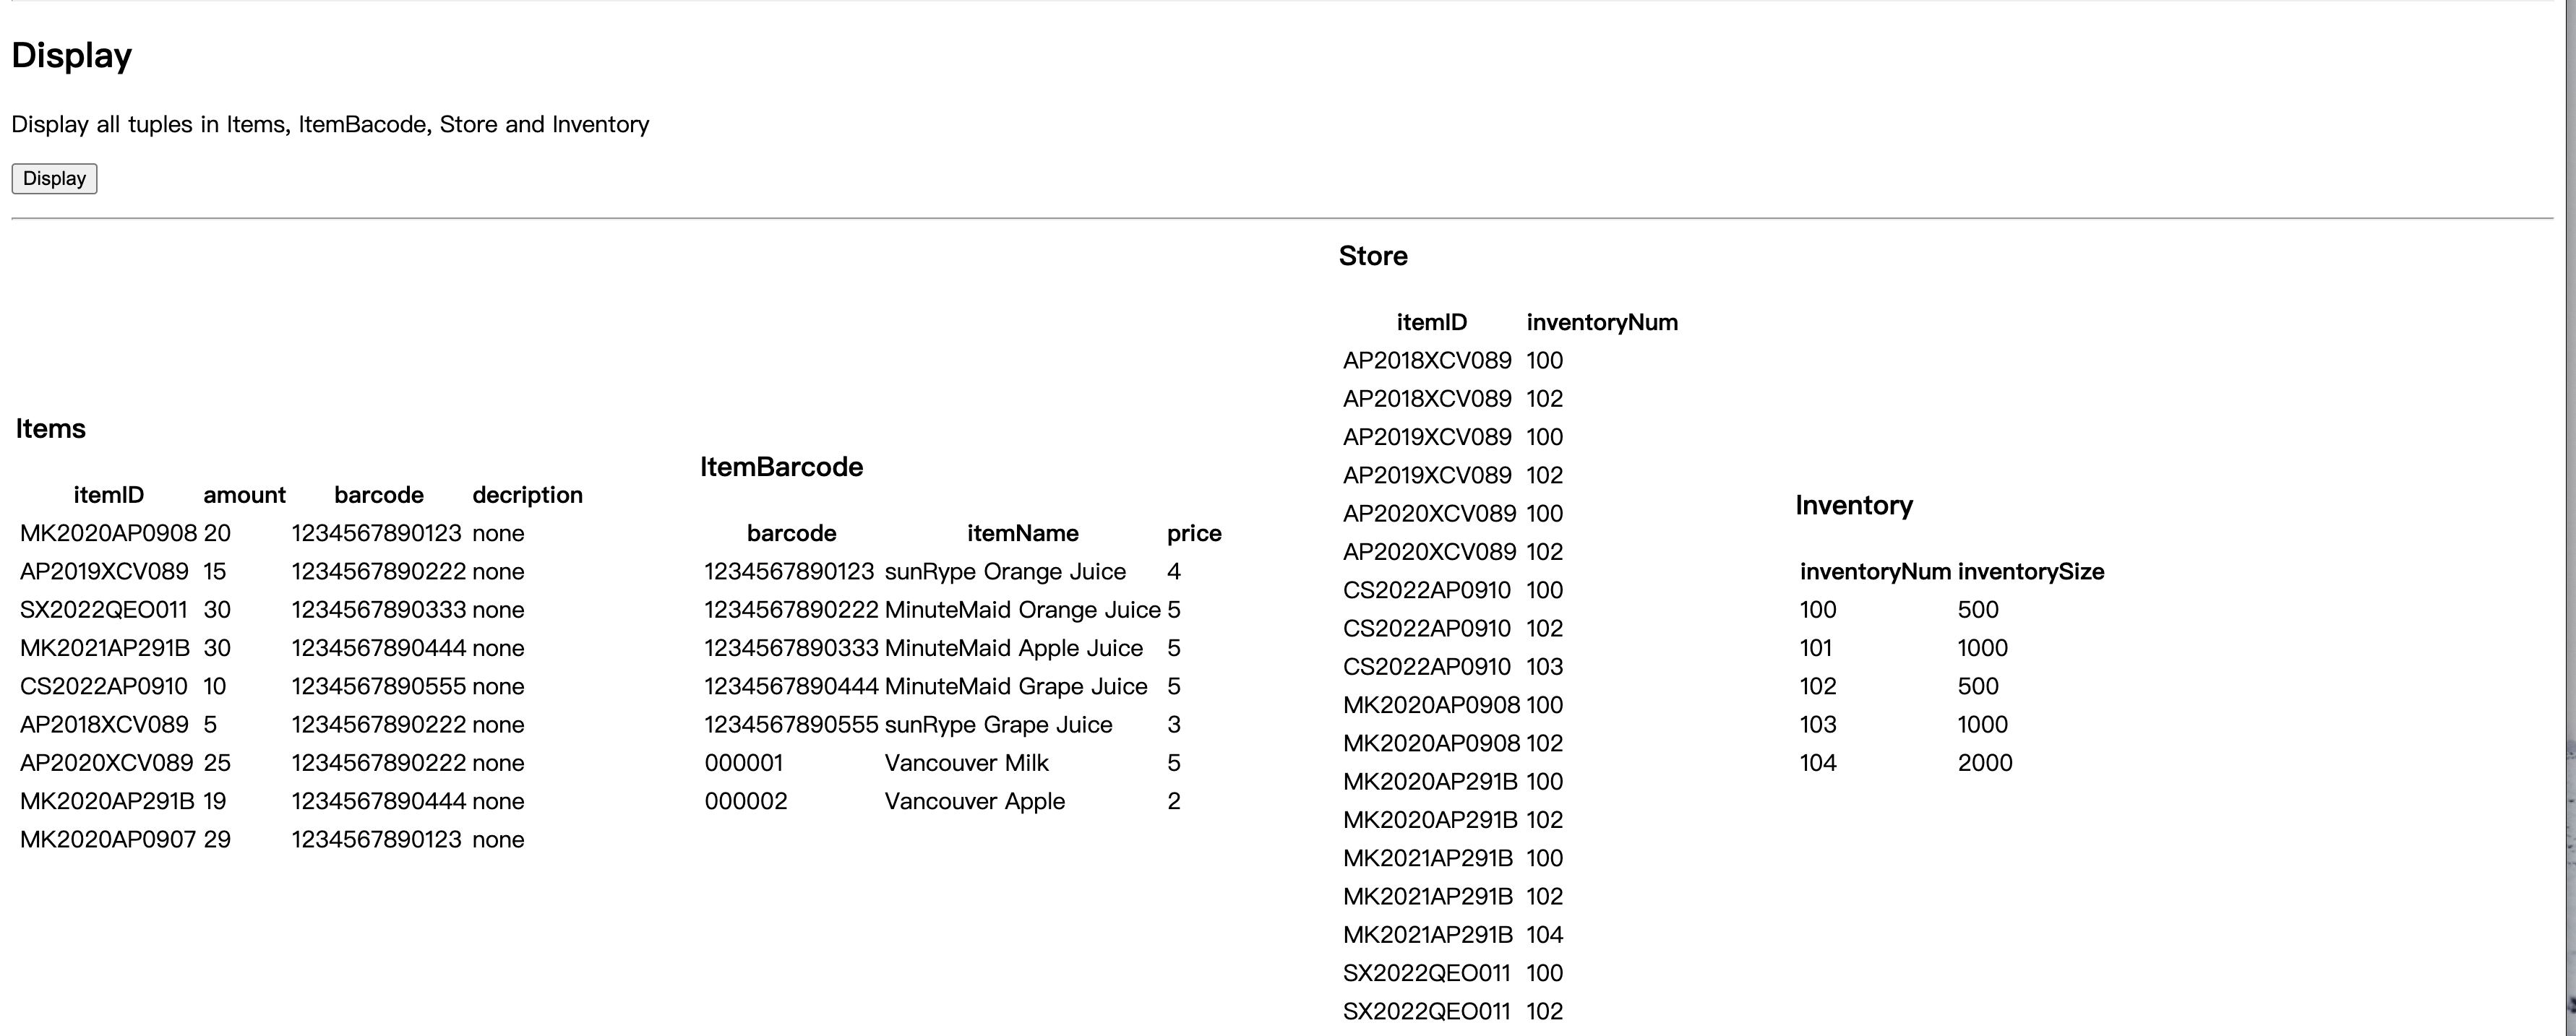 Display
Display all tuples in Items, ItemBacode, Store and Inventory
Display
Items
itemID amount barcode decription
MK2020AP0908 20 1234567890123 none
AP2019XCV089 15 1234567890222 none
SX2022QEO011 30 1234567890333 none
MK2021AP291B 30 1234567890444 none
CS2022AP0910 10 1234567890555 none
AP2018XCV089 5 1234567890222 none
AP2020XCV089 25 1234567890222 none
MK2020AP291B 19 1234567890444 none
MK2020AP0907 29 1234567890123 none
ItemBarcode
barcode itemName price
1234567890123 sunRype Orange Juice 4
1234567890222 MinuteMaid Orange Juice 5
1234567890333 MinuteMaid Apple Juice 5
1234567890444 MinuteMaid Grape Juice 5
1234567890555 sunRype Grape Juice 3
000001 Vancouver Milk 5
000002 Vancouver Apple 2
Store
itemID inventoryNum
AP2018XCV089 100
AP2018XCV089 102
AP2019XCV089 100
AP2019XCV089 102
AP2020XCV089 100
AP2020XCV089 102
CS2022AP0910 100
CS2022AP0910 102
CS2022AP0910 103
MK2020AP0908 100
MK2020AP0908 102
MK2020AP291B 100
MK2020AP291B 102
MK2021AP291B 100
MK2021AP291B 102
MK2021AP291B 104
SX2022QEO011 100
SX2022QEO011 102
Inventory
inventoryNum inventorySize
100 500
101 1000
102 500
103 1000
104 2000